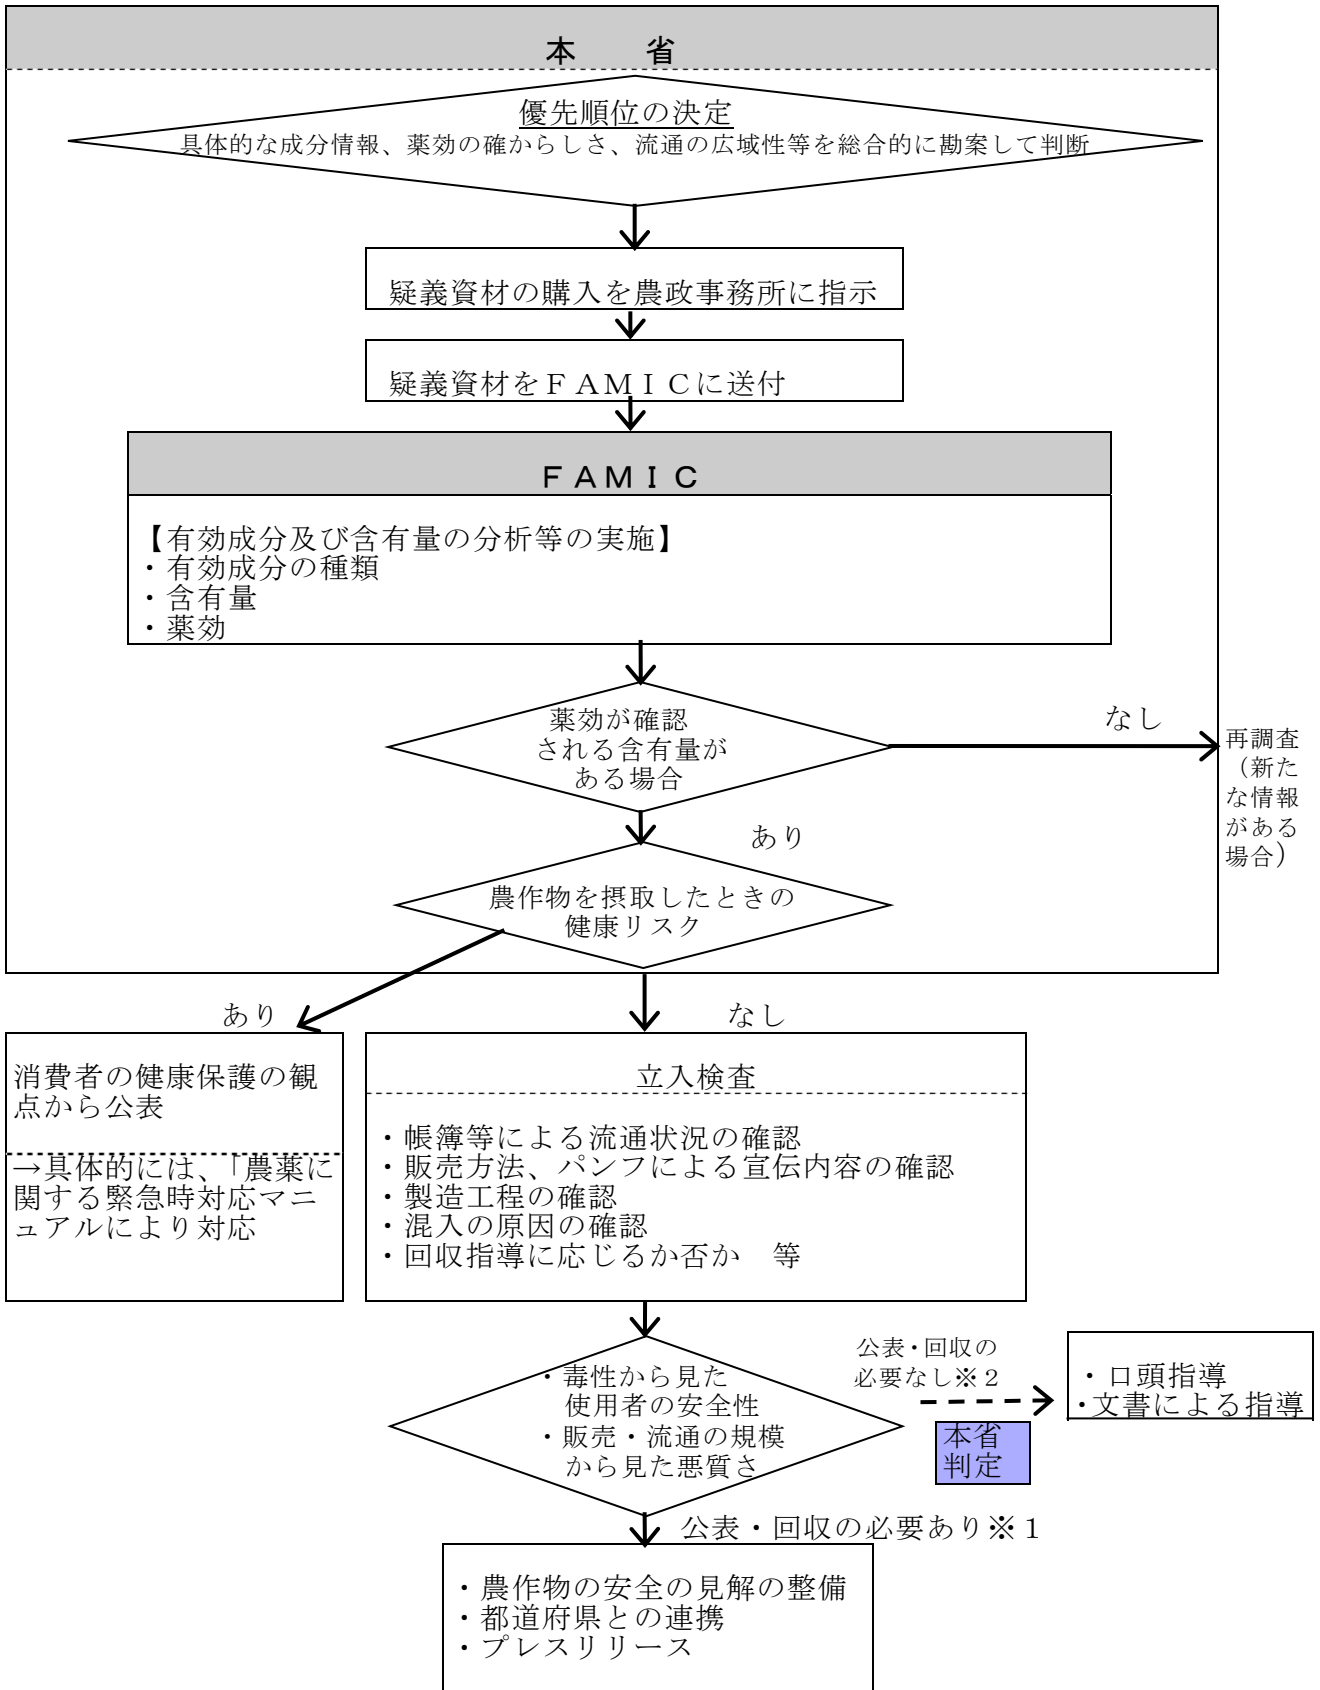 本　　省
優先順位の決定
具体的な成分情報、薬効の確からしさ、流通の広域性等を総合的に勘案して判断
疑義資材の購入を農政事務所に指示
疑義資材をＦＡＭＩＣに送付
ＦＡＭＩＣ
【有効成分及び含有量の分析等の実施】
・有効成分の種類
・含有量
・薬効
薬効が確認
される含有量が
ある場合
なし
再調査
（新た
な情報
がある
場合）
あり
農作物を摂取したときの
健康リスク
あり
なし
消費者の健康保護の観
点から公表
→具体的には、「農薬に
関する緊急時対応マニ
ュアルにより対応
立入検査
・帳簿等による流通状況の確認
・販売方法、パンフによる宣伝内容の確認
・製造工程の確認
・混入の原因の確認
・回収指導に応じるか否か　等
・毒性から見た
使用者の安全性
・販売・流通の規模
から見た悪質さ
公表・回収の
必要なし※２
本省
判定
・口頭指導
・文書による指導
公表・回収の必要あり※１
・農作物の安全の見解の整備
・都道府県との連携
・プレスリリース